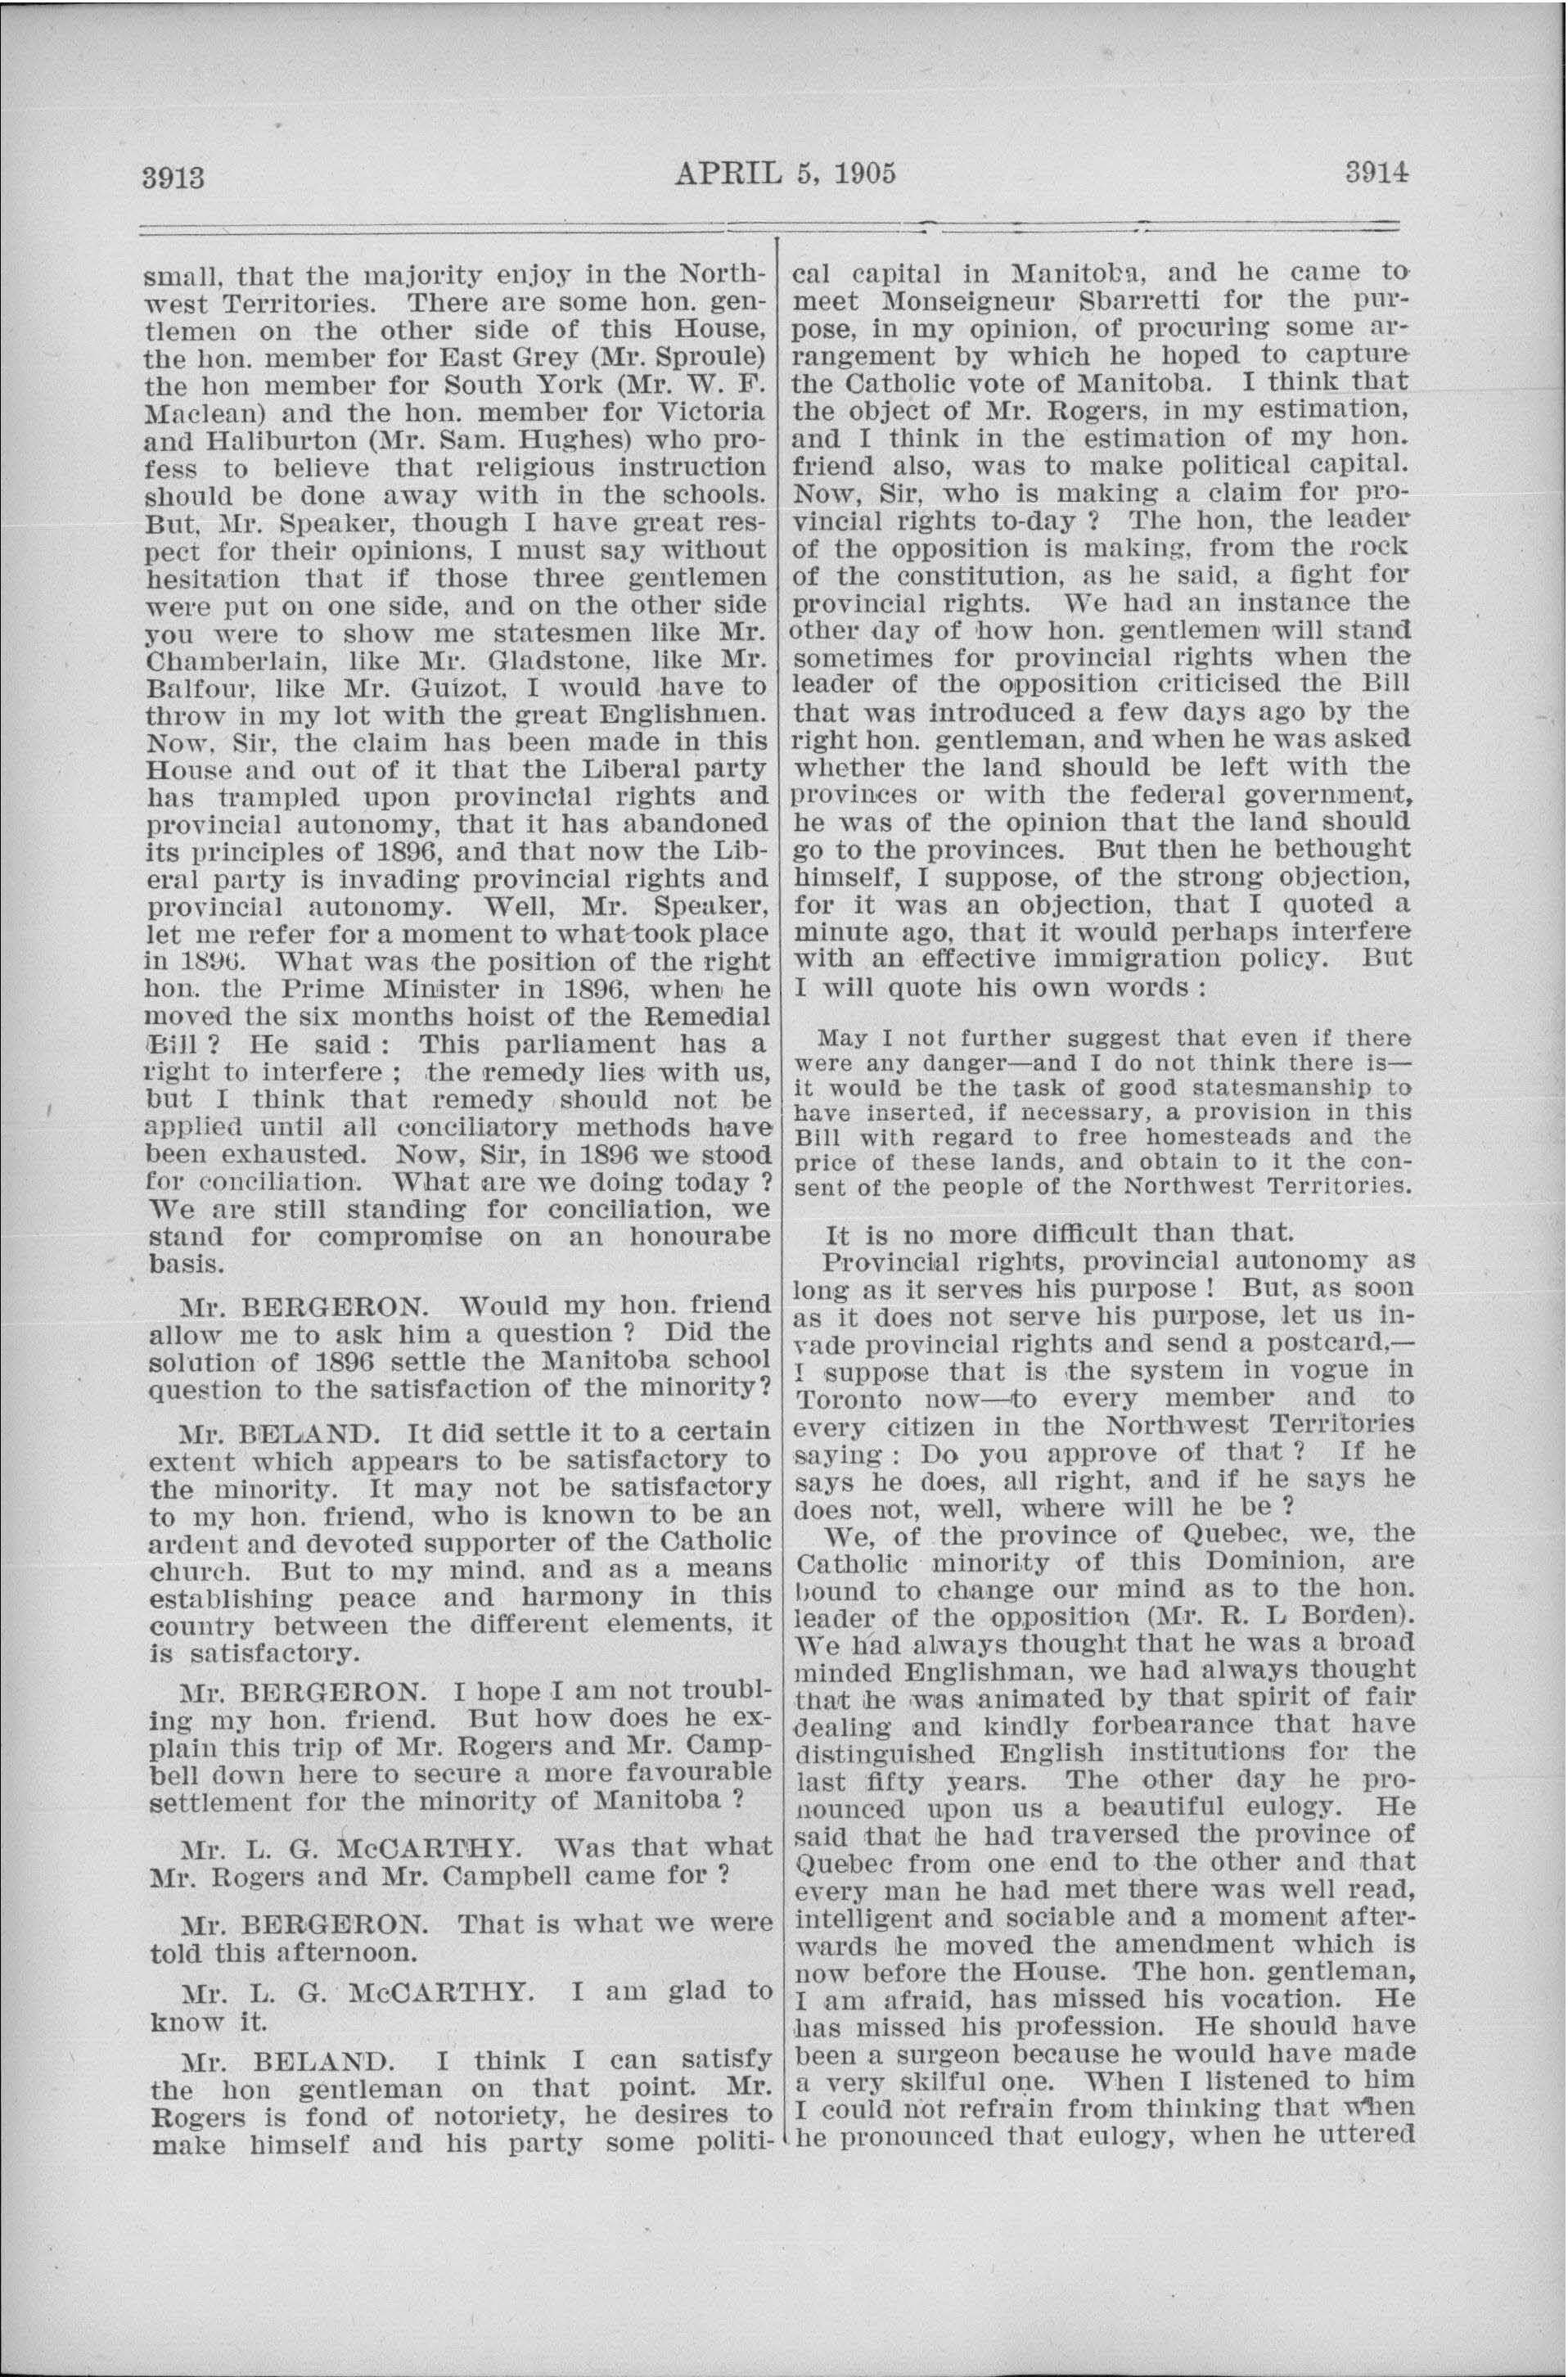 3913
APRIL 5, 1905
3914
small, that the majority enjoy in the North-
west Territories. There are some hon. gen-
tlemen on the other side of this House,
the hon. member for East Grey (Mr. Sproule)
the hon member for South York (Mr. W. F.
Maclean) and the hon. member for Victoria
and Haliburton (Mr. Sam. Hughes) who pro-
fess to believe that religious instruction
should be done away with in the schools.
But, Mr. Speaker, though I have great res-
pect for their opinions, I must say without
hesitation that if those three gentlemen
were put on one side, and on the other side
you were to show me statesmen like Mr.
Chamberlain, like Mr. Gladstone, like Mr.
Balfour, like Mr. Guizot, I would have to
throw in my lot with the great Englishmen.
Now, Sir, the claim has been made in this
House and out of it that the Liberal party
has trampled upon provincial rights and
provincial autonomy, that it has abandoned
its principles of 1896, and that now the Lib-
eral party is invading provincial rights and
provincial autonomy. Well, Mr. Speaker,
let me refer for a moment to what took place
in 1896. What was the position of the right
hon. the Prime Minister in 1896, when he
moved the six months hoist of the Remedial
Bill ? He said : This parliament has a
right to interfere ; the remedy lies with us,
but I think that remedy should not be
applied until all conciliatory methods have
been exhausted. Now, Sir, in 1896 we stood
for conciliation. What are we doing today ?
We are still standing for conciliation, we
stand for compromise on an honourabe
basis.
Mr. BERGERON. Would my hon. friend
allow me to ask him a question ? Did the
solution of 1896 settle the Manitoba school
question to the satisfaction of the minority?
Mr. BELAND. It did settle it to a certain
extent which appears to be satisfactory to
the minority. It may not be satisfactory
to my hon. friend, who is known to be an
ardent and devoted supporter of the Catholic
church. But to my mind, and as a means
establishing peace and harmony in this
country between the different elements, it
is satisfactory.
Mr. BERGERON. I hope I am not troubl-
ing my hon. friend. But how does he ex-
plain this trip of Mr. Rogers and Mr. Camp-
bell down here to secure a more favourable
settlement for the minority of Manitoba ?
Mr. L. G. McCARTHY. Was that what
Mr. Rogers and Mr. Campbell came for ?
Mr. BERGERON. That is what we were
told this afternoon.
Mr. L. G. McCARTHY. I am glad to
know it.
Mr. BELAND. I think I can satisfy
the hon gentleman on that point. Mr.
Rogers is fond of notoriety, he desires to
make himself and his party some politi-
cal capital in Manitoba, and he came to
meet Monseigneur Sbarretti for the pur-
pose, in my opinion, of procuring some ar-
rangement by which he hoped to capture
the Catholic vote of Manitoba. I think that
the object of Mr. Rogers, in my estimation,
and I think in the estimation of my hon.
friend also, was to make political capital.
Now, Sir, who is making a claim for pro-
vincial rights to-day ? The hon, the leader
of the opposition is making, from the rock
of the constitution, as he said, a fight for
provincial rights. We had an instance the
other day of how hon. gentlemen will stand
sometimes for provincial rights when the
leader of the opposition criticised the Bill
that was introduced a few days ago by the
right hon. gentleman, and when he was asked
whether the land should be left with the
provinces or with the federal government,
he was of the opinion that the land should
go to the provinces. But then he bethought
himself, I suppose, of the strong objection,
for it was an objection, that I quoted a
minute ago, that it would perhaps interfere
with an effective immigration policy. But
I will quote his own words :
May I not further suggest that even if there
were any danger—and I do not think there is—
it would be the task of good statesmanship to
have inserted, if necessary, a provision in this
Bill with regard to free homesteads and the
price of these lands, and obtain to it the con-
sent of the people of the Northwest Territories.
It is no more difficult than that.
Provincial rights, provincial autonomy as
long as it serves his purpose ! But, as soon
as it does not serve his purpose, let us in-
vade provincial rights and send a postcard,—
I suppose that is the system in vogue in
Toronto now—to every member and to
every citizen in the Northwest Territories
saying : Do you approve of that ? If he
says he does, all right, and if he says he
does not, well, where will he be ?
We, of the province of Quebec, we, the
Catholic minority of this Dominion, are
bound to change our mind as to the hon.
leader of the opposition (Mr. R. L Borden).
We had always thought that he was a broad
minded Englishman, we had always thought
that he was animated by that spirit of fair
dealing and kindly forbearance that have
distinguished English institutions for the
last fifty years. The other day he pro-
nounced upon us a beautiful eulogy. He
said that he had traversed the province of
Quebec from one end to the other and that
every man he had met there was well read,
intelligent and sociable and a moment after-
wards he moved the amendment which is
now before the House. The hon. gentleman,
I am afraid, has missed his vocation. He
has missed his profession. He should have
been a surgeon because he would have made
a very skilful one. When I listened to him
I could not refrain from thinking that when
he pronounced that eulogy, when he uttered